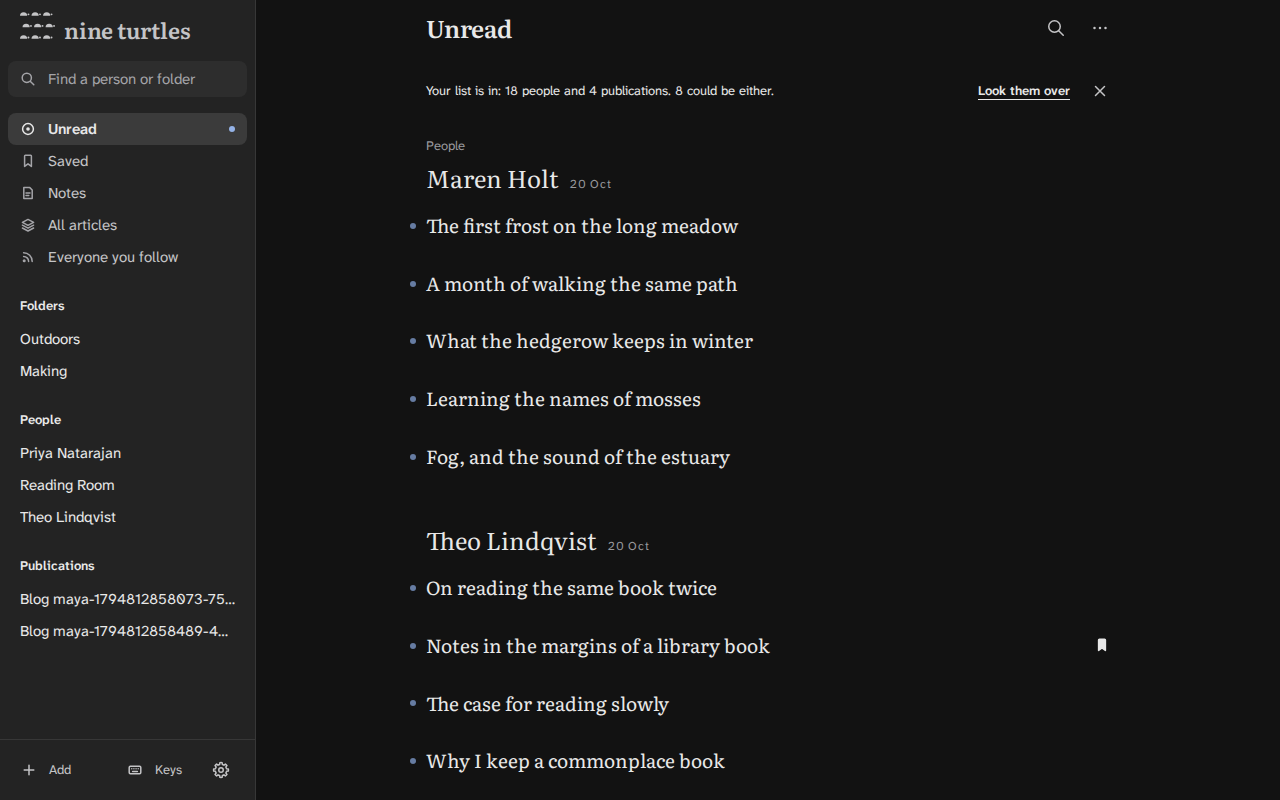 nine turtles
Find a person or folder
Unread
Saved
Notes
All articles
Everyone you follow
Folders
Outdoors
Making
People
Priya Natarajan
Reading Room
Theo Lindqvist
Publications
Blog maya-1794812858073-75...
Blog maya-1794812858489-4...
Add
Keys
Unread
Your list is in: 18 people and 4 publications. 8 could be either.
Look them over
People
Maren Holt 20 Oct
The first frost on the long meadow
A month of walking the same path
What the hedgerow keeps in winter
Learning the names of mosses
Fog, and the sound of the estuary
Theo Lindqvist 20 Oct
On reading the same book twice
Notes in the margins of a library book
The case for reading slowly
Why I keep a commonplace book